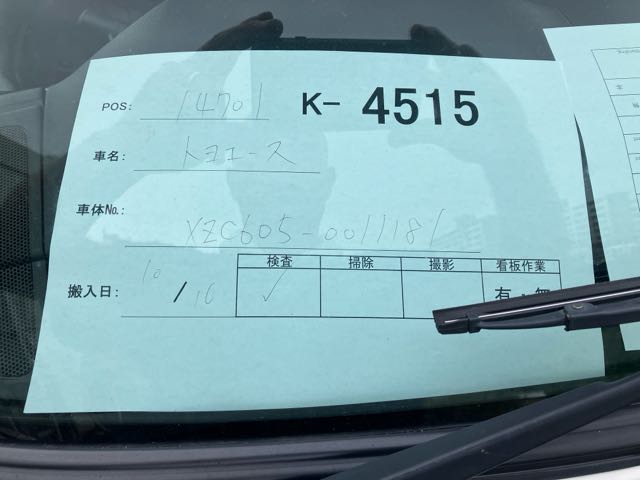 POS: 14701 K- 4515
車名: トヨエース
車体No.: XZC605-0011181
検査 掃除 撮影 看板作業
搬入日: 10/10 ✓ 有・無